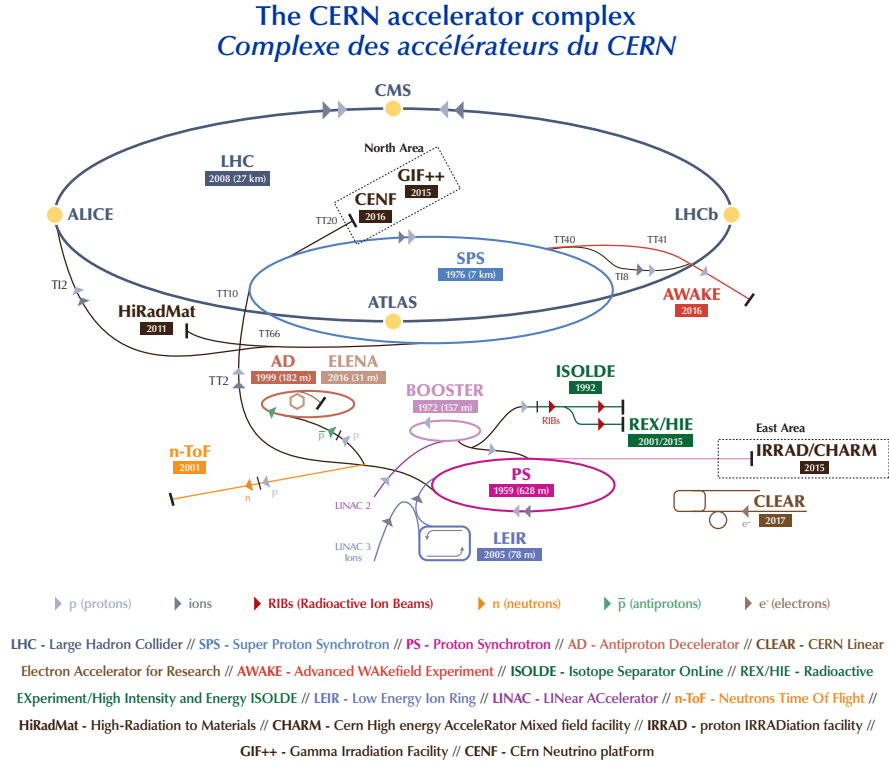 The CERN accelerator complex
Complexe des accélérateurs du CERN
CMS
North Area
LHC
2008 (27 km)
GIF++
2015
CENF
2016
ALICE
LHCb
TT20
TT40
TT41
SPS
1976 (7 km)
TI8
TI2
TT10
AWAKE
2016
ATLAS
HiRadMat
2011
TT66
AD
1999 (182 m)
ELENA
2016 (31 m)
TT2
BOOSTER
1972 (157 m)
ISOLDE
1992
RIBs
REX/HIE
2001/2015
p̅
p
East Area
n-ToF
2001
IRRAD/CHARM
2015
PS
1959 (628 m)
n
p
LINAC 2
CLEAR
2017
e-
LINAC 3
Ions
LEIR
2005 (78 m)
p (protons)
ions
RIBs (Radioactive Ion Beams)
n (neutrons)
p̅ (antiprotons)
e- (electrons)
LHC - Large Hadron Collider // SPS - Super Proton Synchrotron // PS - Proton Synchrotron // AD - Antiproton Decelerator // CLEAR - CERN Linear
Electron Accelerator for Research // AWAKE - Advanced WAKefield Experiment // ISOLDE - Isotope Separator OnLine // REX/HIE - Radioactive
EXperiment/High Intensity and Energy ISOLDE // LEIR - Low Energy Ion Ring // LINAC - LINear ACcelerator // n-ToF - Neutrons Time Of Flight //
HiRadMat - High-Radiation to Materials // CHARM - Cern High energy AcceleRator Mixed field facility // IRRAD - proton IRRADiation facility //
GIF++ - Gamma Irradiation Facility // CENF - CErn Neutrino platForm